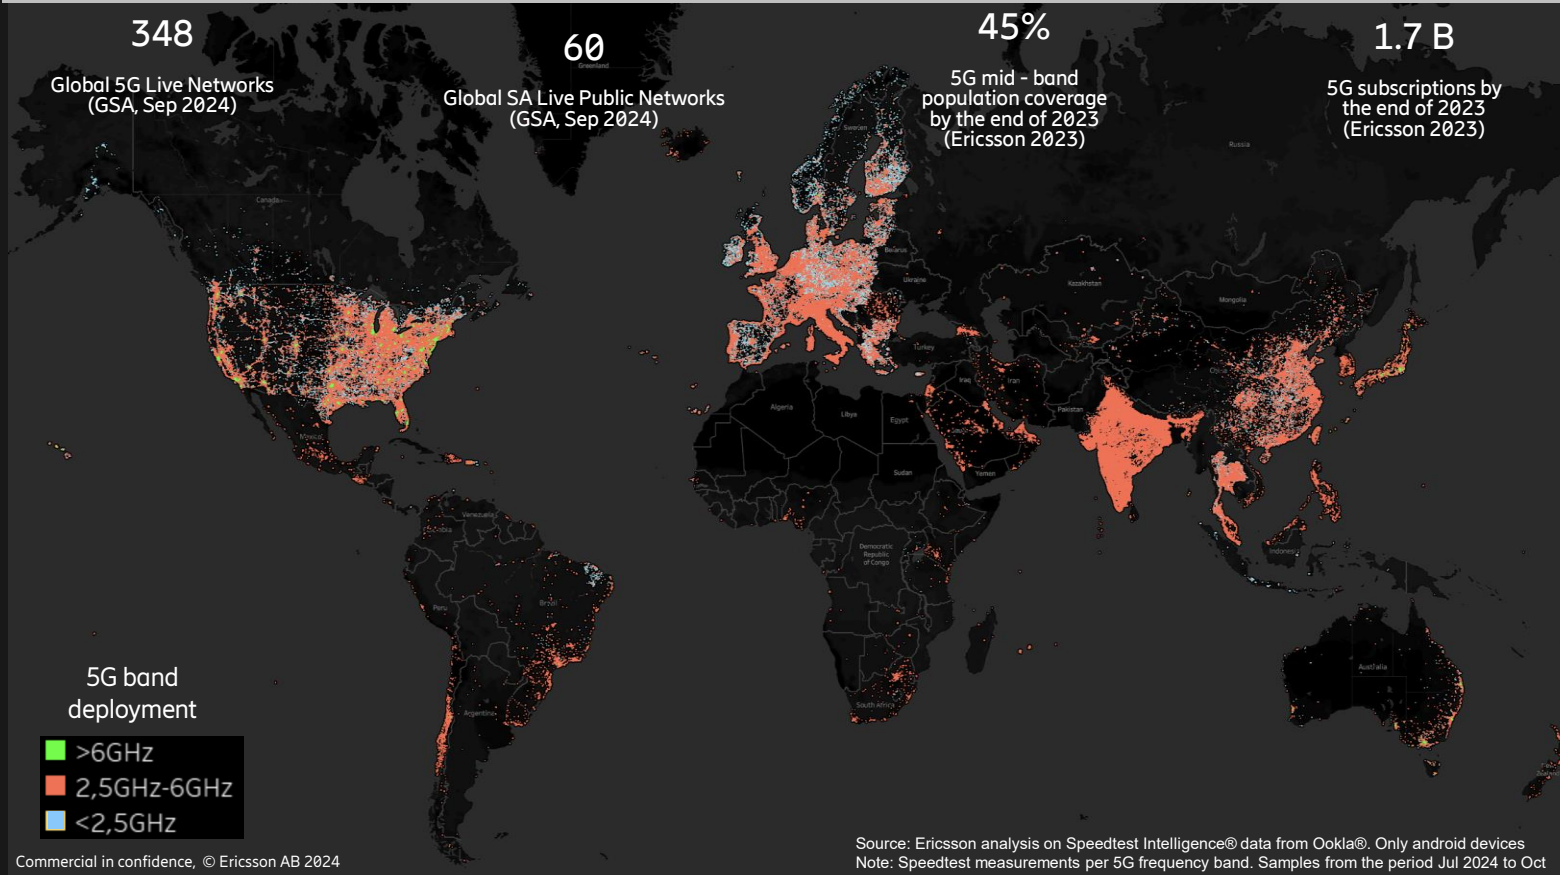 348
Global 5G Live Networks
(GSA, Sep 2024)
60
Global SA Live Public Networks
(GSA, Sep 2024)
45%
5G mid - band
population coverage
by the end of 2023
(Ericsson 2023)
1.7 B
5G subscriptions by
the end of 2023
(Ericsson 2023)
Greenland
Sweden
Russia
Canada
Belarus
Ukraine
Kazakhstan
Mongolia
Turkey
Iraq
Iran
Pakistan
Algeria
Libya
Egypt
Mexico
Sudan
Yemen
Venezuela
Democratic
Republic
of Congo
Indonesia
Peru
Brazil
Australia
South Africa
Argentina
5G band
deployment
>6GHz
2,5GHz-6GHz
<2,5GHz
Source: Ericsson analysis on Speedtest Intelligence® data from Ookla®. Only android devices
Note: Speedtest measurements per 5G frequency band. Samples from the period Jul 2024 to Oct
Commercial in confidence, © Ericsson AB 2024